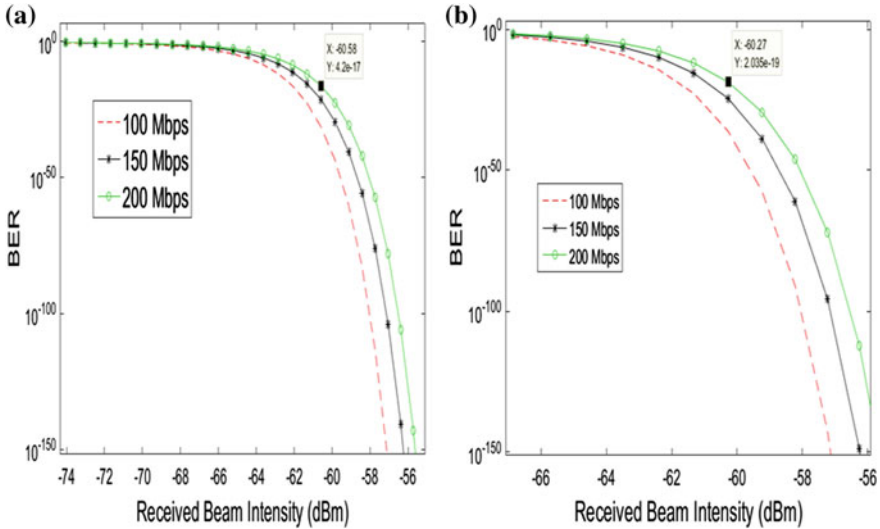 (a)
X: -60.58
Y: 4.2e-17
100 Mbps
150 Mbps
200 Mbps
BER
10^0
10^-50
10^-100
10^-150
-74 -72 -70 -68 -66 -64 -62 -60 -58 -56
Received Beam Intensity (dBm)
(b)
X: -60.27
Y: 2.035e-19
100 Mbps
150 Mbps
200 Mbps
BER
10^0
10^-50
10^-100
10^-150
-66 -64 -62 -60 -58 -56
Received Beam Intensity (dBm)